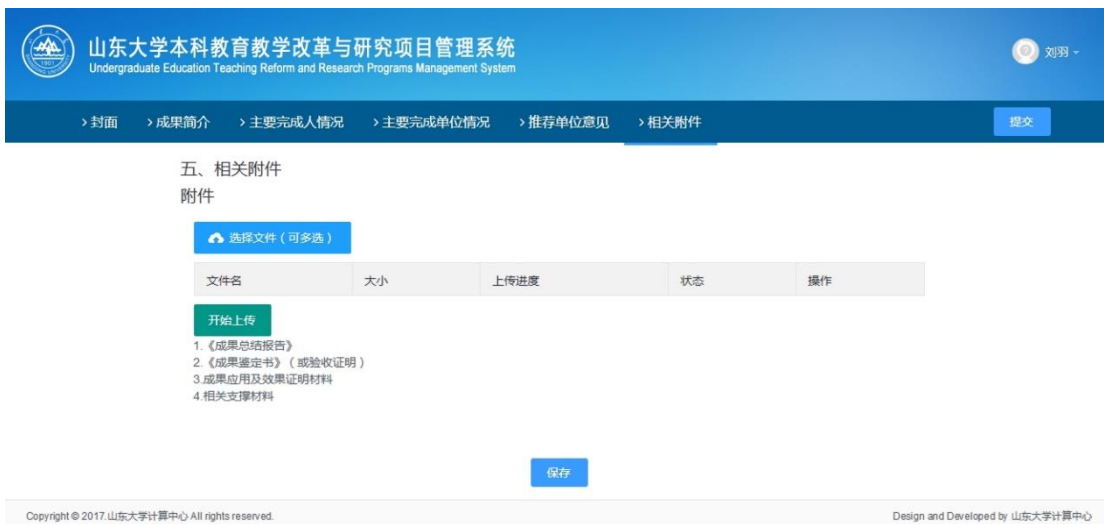 山东大学本科教育教学改革与研究项目管理系统
Undergraduate Education Teaching Reform and Research Programs Management System
刘羽
>封面 >成果简介 >主要完成人情况 >主要完成单位情况 >推荐单位意见 >相关附件 提交
五、相关附件
附件
选择文件(可多选)
文件名 大小 上传进度 状态 操作
开始上传
1.《成果总结报告》
2.《成果鉴定书》(或验收证明)
3.成果应用及效果证明材料
4.相关支撑材料
保存
Copyright © 2017.山东大学计算中心 All rights reserved. Design and Developed by 山东大学计算中心